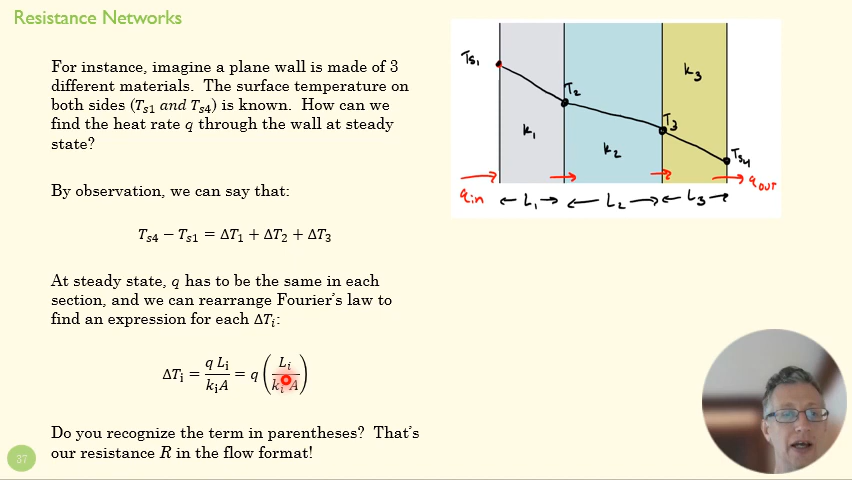 Resistance Networks
For instance, imagine a plane wall is made of 3
different materials. The surface temperature on
both sides (Ts1 and Ts4) is known. How can we
find the heat rate q through the wall at steady
state?
By observation, we can say that:
Ts4 − Ts1 = ΔT1 + ΔT2 + ΔT3
At steady state, q has to be the same in each
section, and we can rearrange Fourier's law to
find an expression for each ΔTi:
ΔTi = q Li / kiA = q (Li / ki A)
Do you recognize the term in parentheses? That's
our resistance R in the flow format!
37
Ts1
T2
T3
Ts4
k1
k2
k3
qin
qout
L1
L2
L3